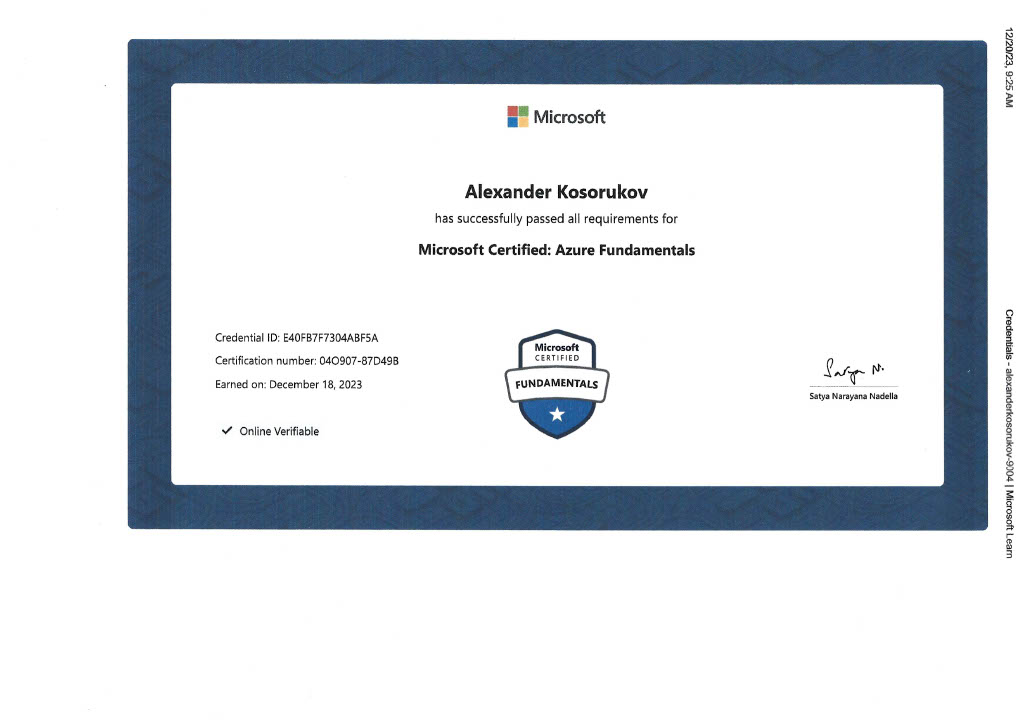 12/20/23, 9:25 AM
Credentials - alexanderkosorukov-9004 | Microsoft Learn
Microsoft
Alexander Kosorukov
has successfully passed all requirements for
Microsoft Certified: Azure Fundamentals
Credential ID: E40FB7F7304ABF5A
Certification number: 04O907-87D49B
Earned on: December 18, 2023
Online Verifiable
Microsoft
CERTIFIED
FUNDAMENTALS
Satya N.
Satya Narayana Nadella